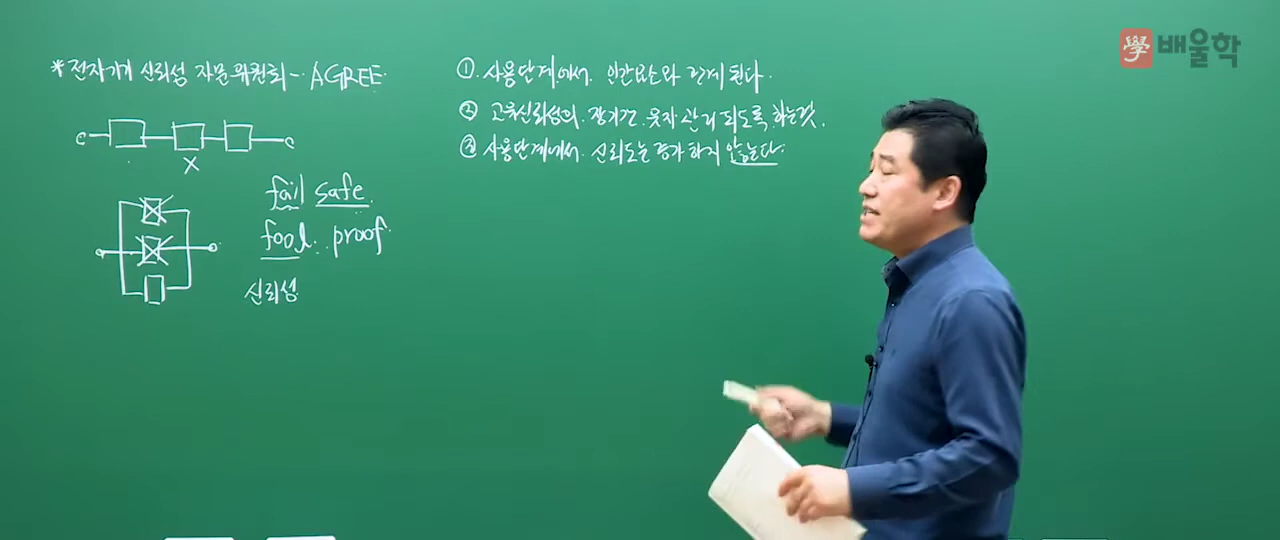 * 전자기기 신뢰성 자문위원회 - AGREE
X
fail safe
fool proof
신뢰성
① 사용단계에서 인간요소와 관계된다.
② 고유신뢰성의 장기간 유지 관리 되도록 하는것.
③ 사용단계에서 신뢰도는 증가하지 않는다.
學 배울학